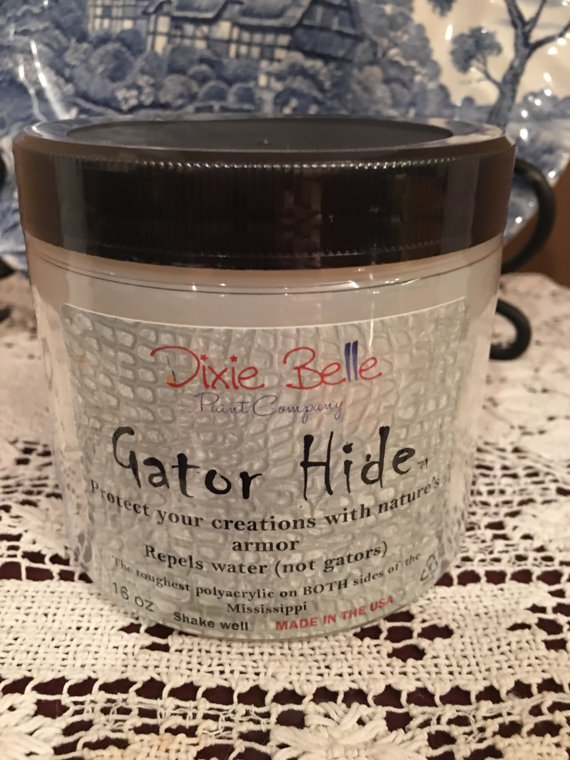 Dixie Belle
Paint Company
Gator Hide™
Protect your creations with nature's
armor
Repels water (not gators)
The toughest polyacrylic on BOTH sides of the
Mississippi
16 oz Shake well MADE IN THE USA